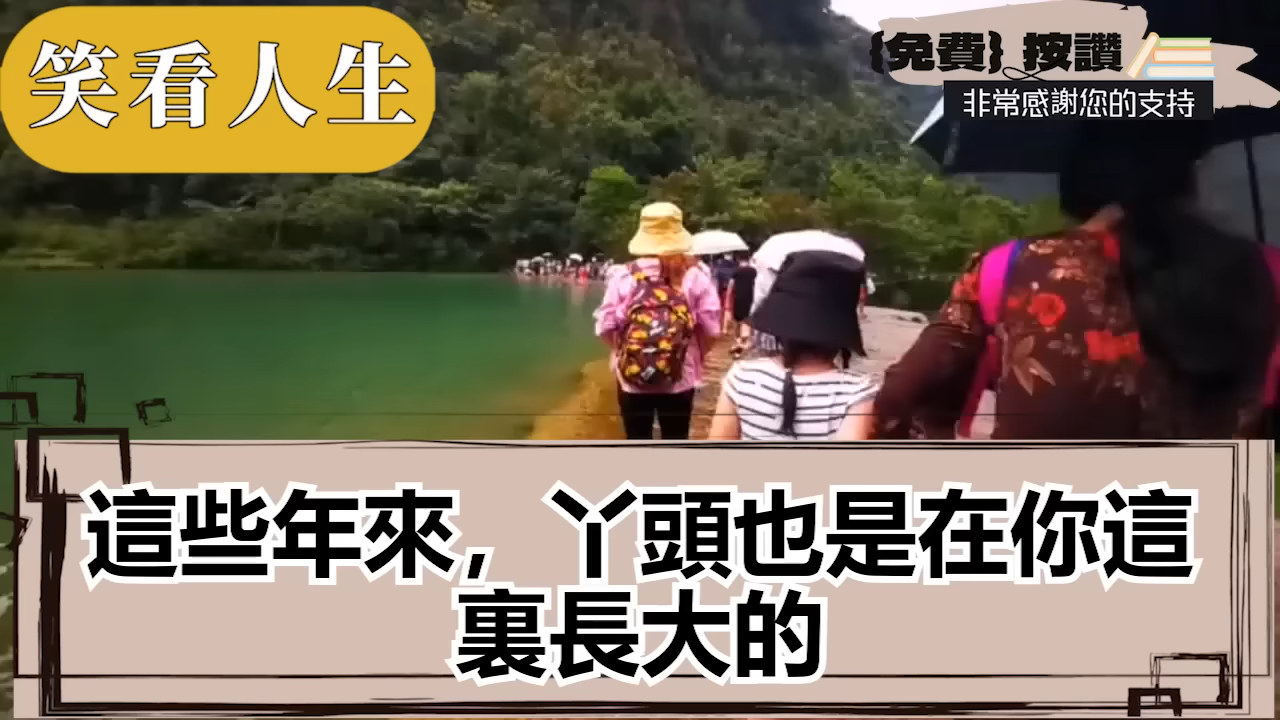 笑看人生
{免費} 按讚
非常感謝您的支持
這些年來，丫頭也是在你這
裏長大的